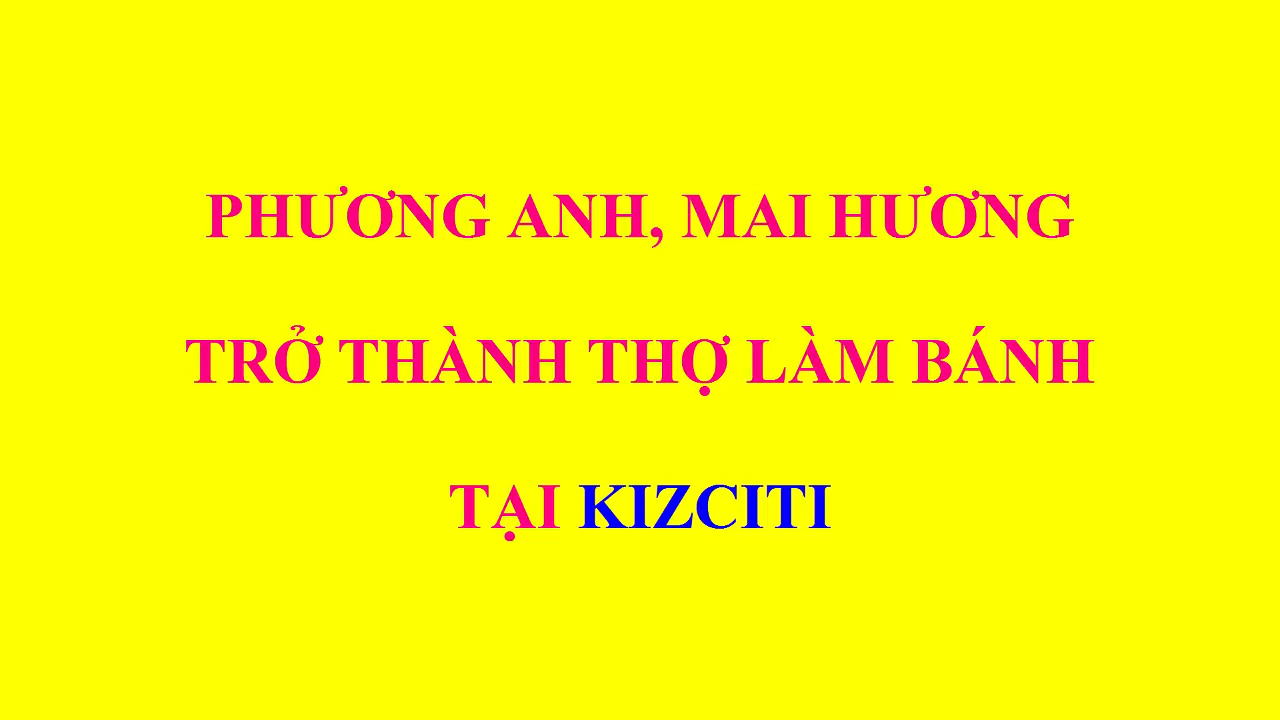 PHƯƠNG ANH, MAI HƯƠNG
TRỞ THÀNH THỢ LÀM BÁNH
TẠI KIZCITI